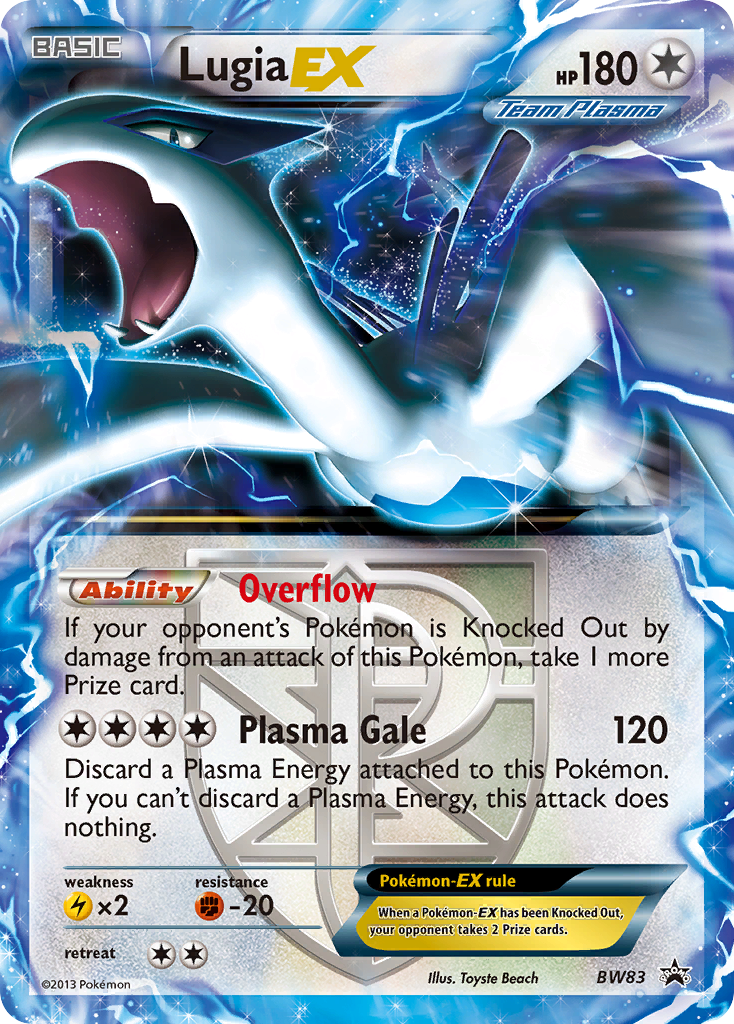 BASIC
LugiaEX
HP180
Team Plasma
Ability Overflow
If your opponent's Pokémon is Knocked Out by
damage from an attack of this Pokémon, take 1 more
Prize card.
Plasma Gale 120
Discard a Plasma Energy attached to this Pokémon.
If you can't discard a Plasma Energy, this attack does
nothing.
weakness resistance
×2 -20
Pokémon-EX rule
When a Pokémon-EX has been Knocked Out,
your opponent takes 2 Prize cards.
retreat
©2013 Pokémon Illus. Toyste Beach BW83 PROMO